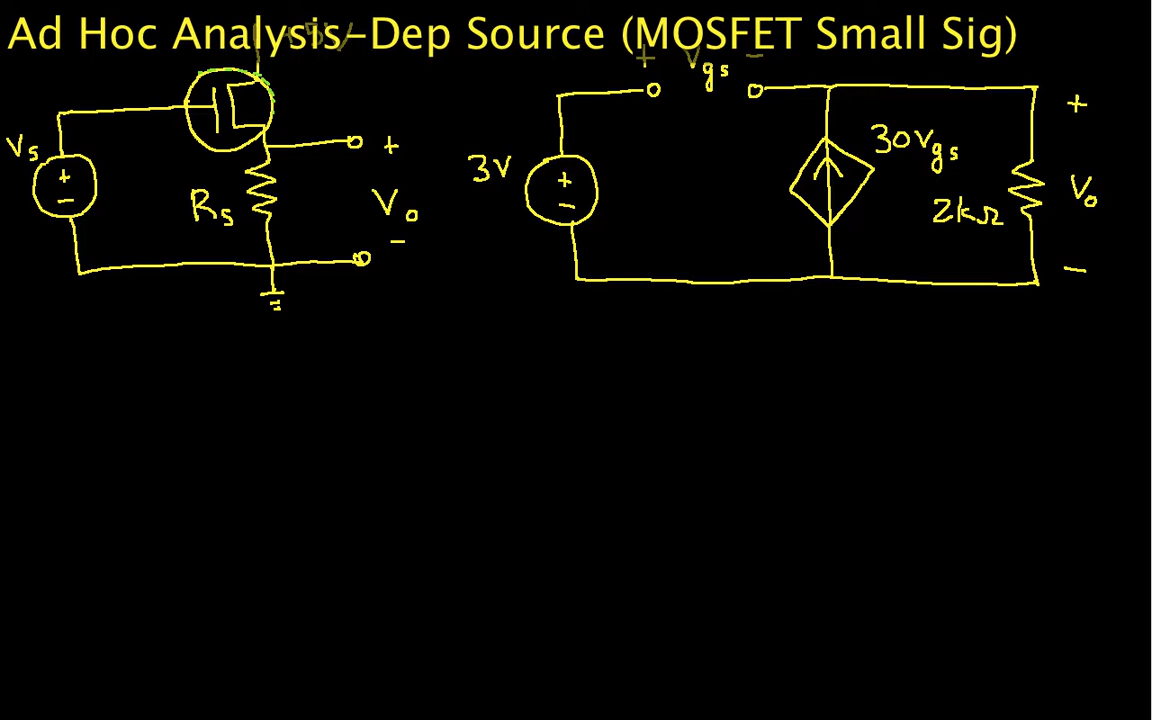 Ad Hoc Analysis-Dep Source (MOSFET Small Sig)
+ Vgs -
Vs
+
-
Rs
+
Vo
-
3V
+
-
30Vgs
2kΩ
+
Vo
-